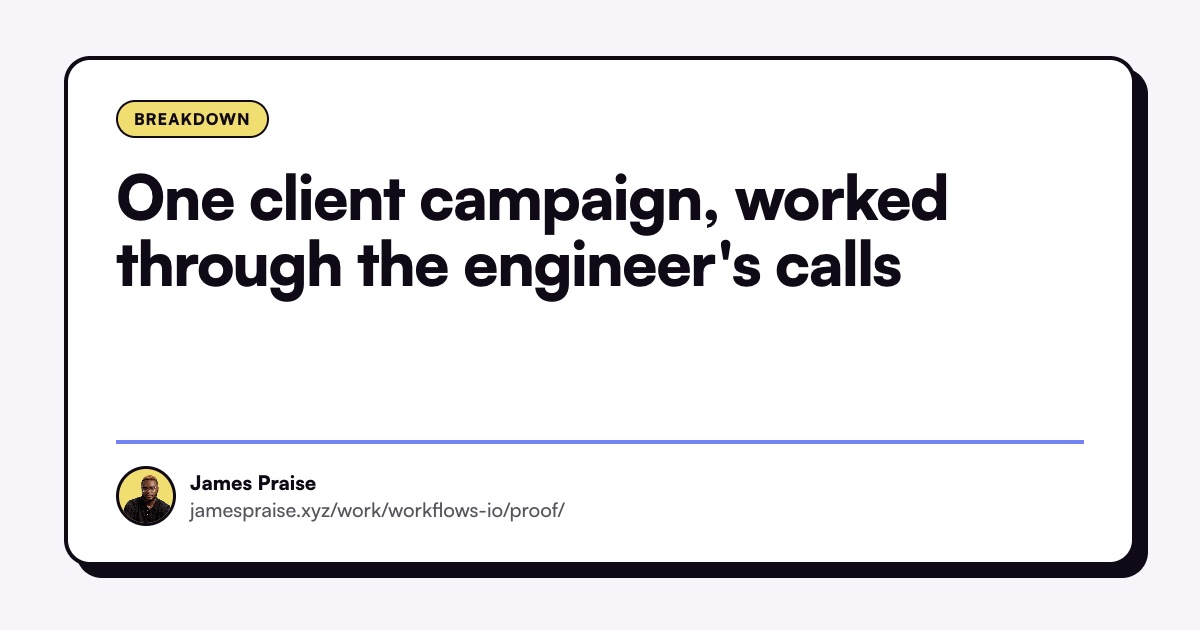 BREAKDOWN
One client campaign, worked
through the engineer's calls
James Praise
jamespraise.xyz/work/workflows-io/proof/